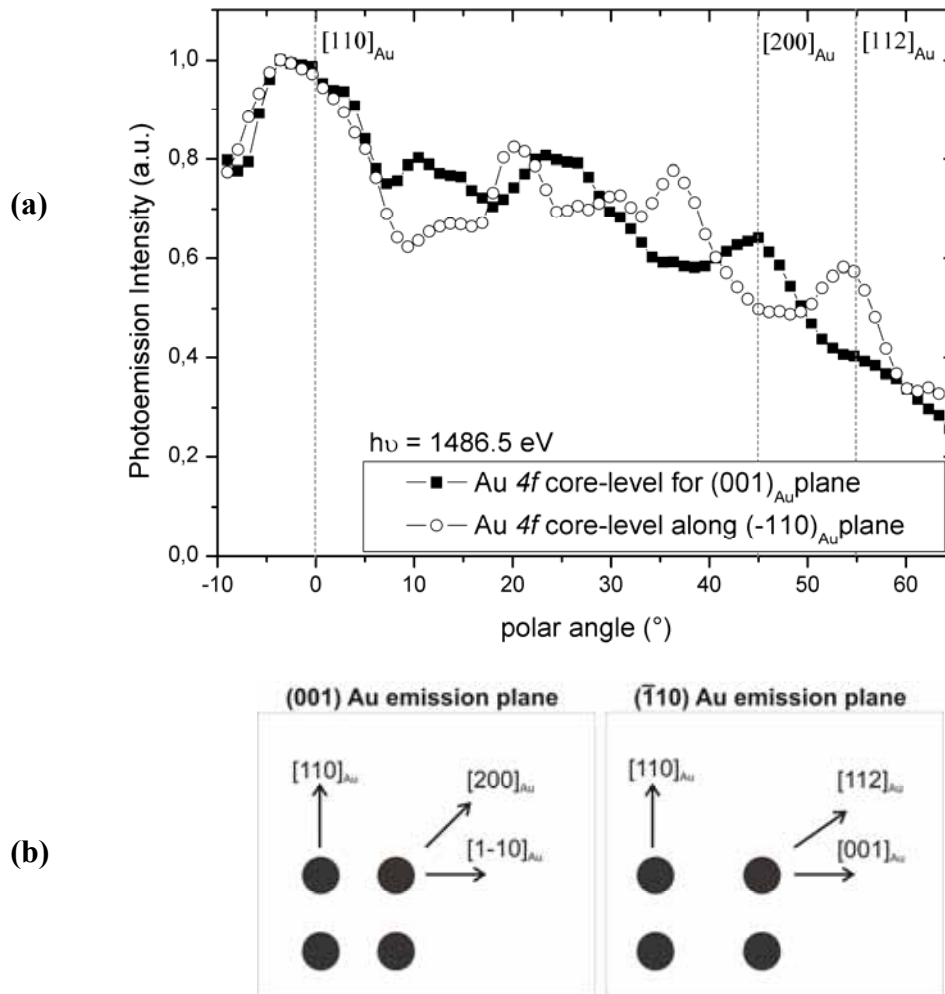 (a)
[110]Au
[200]Au
[112]Au
1,0
0,8
0,6
0,4
0,2
0,0
Photoemission Intensity (a.u.)
hυ = 1486.5 eV
Au 4f core-level for (001)Au plane
Au 4f core-level along (-110)Au plane
-10 0 10 20 30 40 50 60
polar angle (°)
(b)
(001) Au emission plane
[110]Au
[200]Au
[1-10]Au
(1̅10) Au emission plane
[110]Au
[112]Au
[001]Au